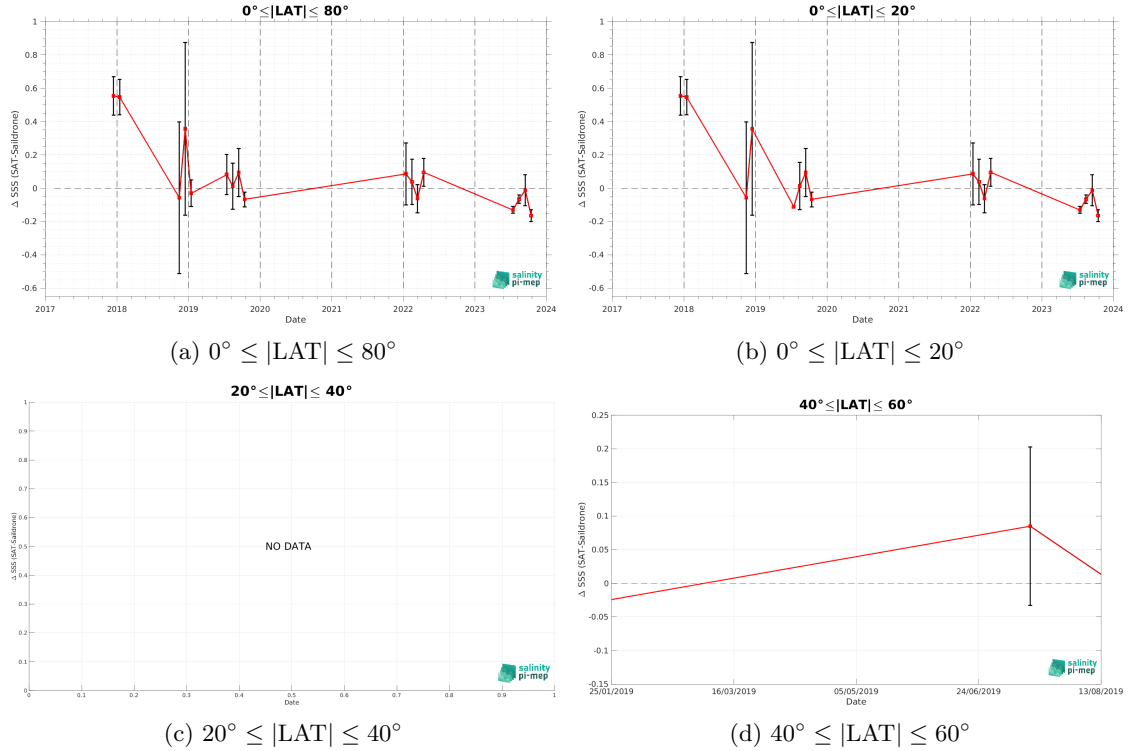 0°≤|LAT|≤ 80°
1
0.8
0.6
0.4
0.2
0
-0.2
-0.4
-0.6
Δ SSS (SAT-Saildrone)
2017 2018 2019 2020 2021 2022 2023 2024
Date
salinity
pi-mep
(a) 0° ≤ |LAT| ≤ 80°
0°≤|LAT|≤ 20°
1
0.8
0.6
0.4
0.2
0
-0.2
-0.4
-0.6
Δ SSS (SAT-Saildrone)
2017 2018 2019 2020 2021 2022 2023 2024
Date
salinity
pi-mep
(b) 0° ≤ |LAT| ≤ 20°
20°≤|LAT|≤ 40°
1
0.9
0.8
0.7
0.6
0.5
0.4
0.3
0.2
0.1
0
Δ SSS (SAT-Saildrone)
NO DATA
0 0.1 0.2 0.3 0.4 0.5 0.6 0.7 0.8 0.9 1
Date
salinity
pi-mep
(c) 20° ≤ |LAT| ≤ 40°
40°≤|LAT|≤ 60°
0.25
0.2
0.15
0.1
0.05
0
-0.05
-0.1
-0.15
Δ SSS (SAT-Saildrone)
25/01/2019 16/03/2019 05/05/2019 24/06/2019 13/08/2019
Date
salinity
pi-mep
(d) 40° ≤ |LAT| ≤ 60°